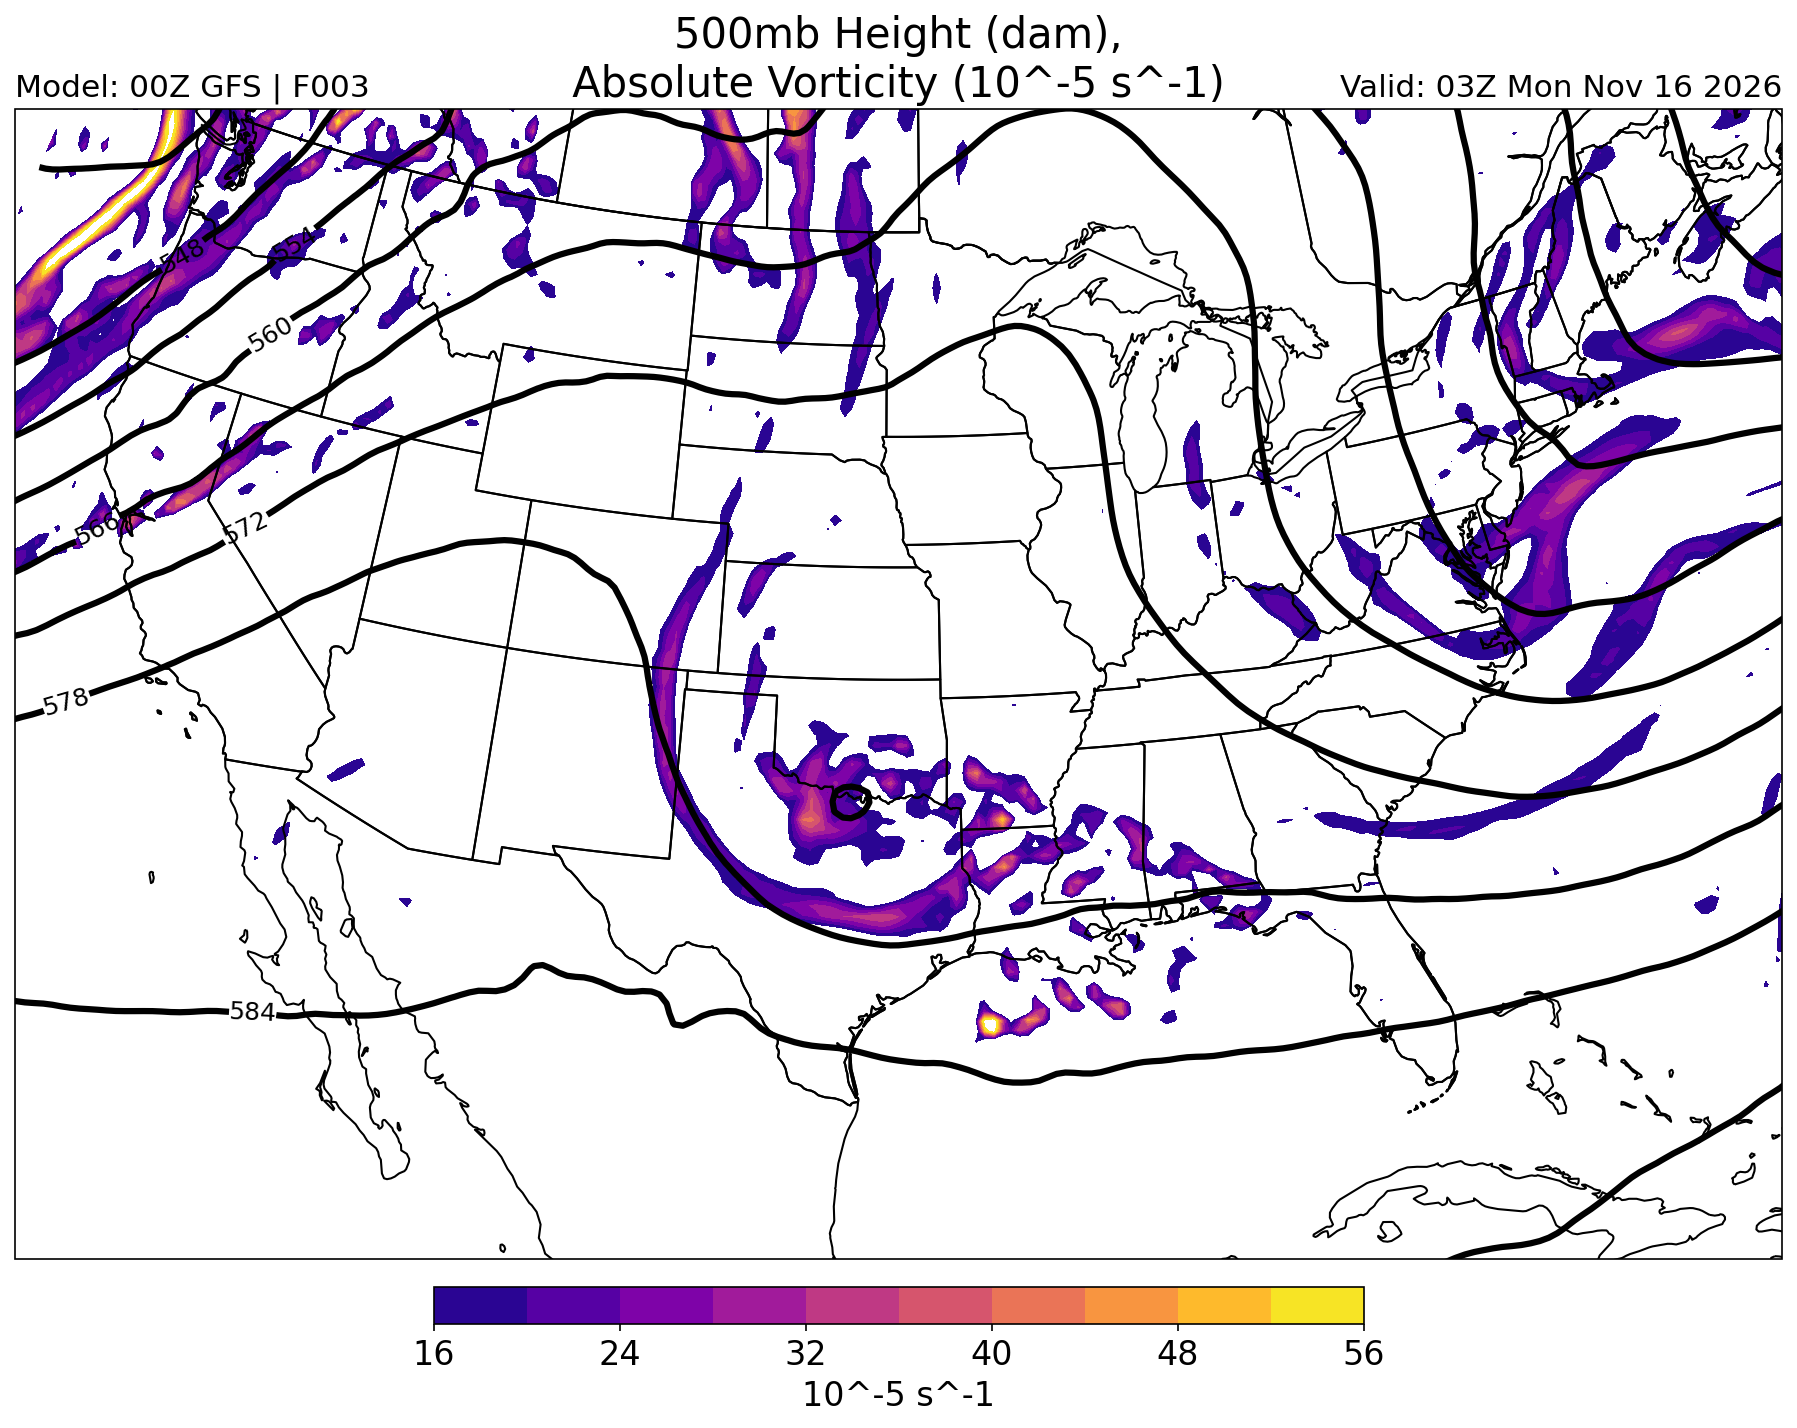 500mb Height (dam),
Model: 00Z GFS | F003
Absolute Vorticity (10^-5 s^-1)
Valid: 03Z Mon Nov 16 2026
548
554
560
566
572
578
584
16 24 32 40 48 56
10^-5 s^-1